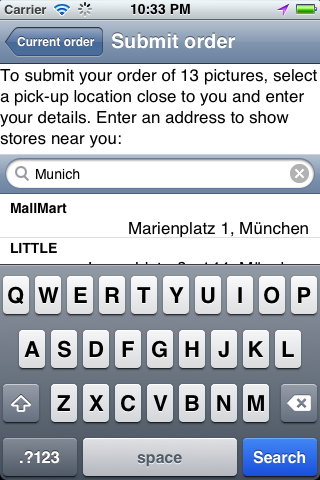 Carrier 10:33 PM
Current order Submit order
To submit your order of 13 pictures, select
a pick-up location close to you and enter
your details. Enter an address to show
stores near you:
Munich
MallMart
Marienplatz 1, München
LITTLE
Q W E R T Y U I O P
A S D F G H J K L
Z X C V B N M
.?123 space Search